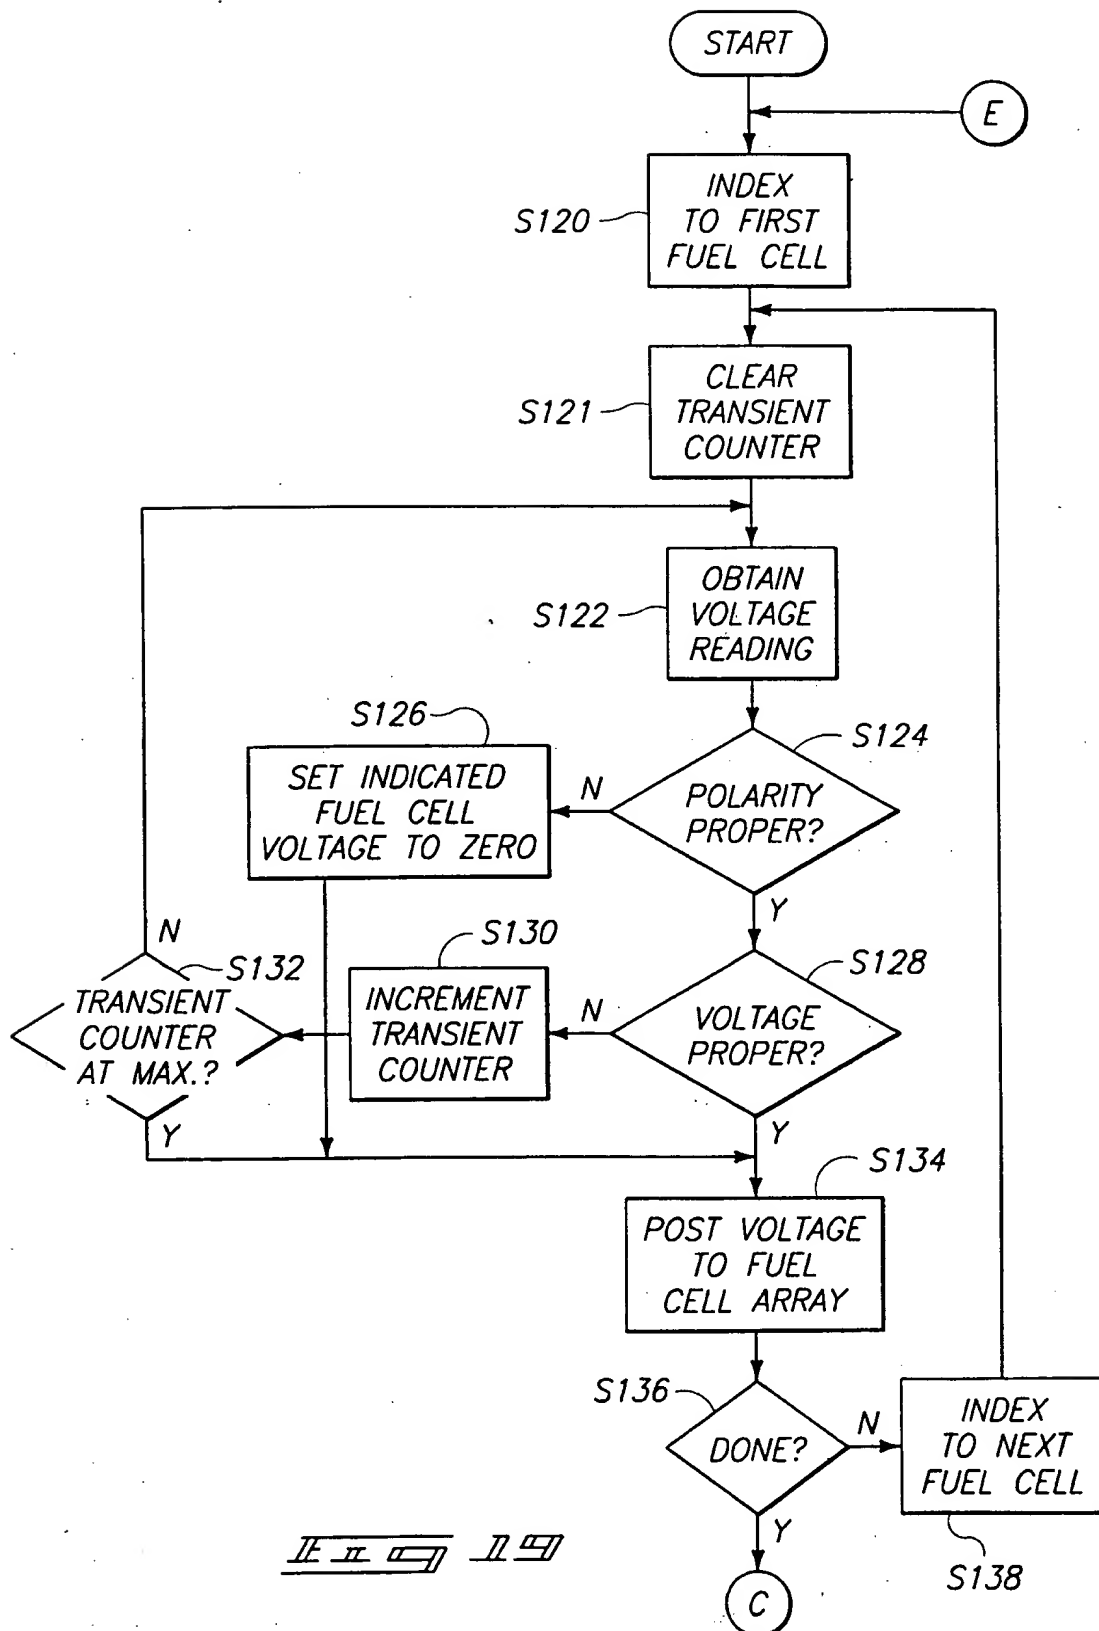 START
E
INDEX
TO FIRST
FUEL CELL
S120
CLEAR
TRANSIENT
COUNTER
S121
OBTAIN
VOLTAGE
READING
S122
S126
S124
SET INDICATED
FUEL CELL
VOLTAGE TO ZERO
N
POLARITY
PROPER?
Y
N
S132
S130
S128
TRANSIENT
COUNTER
AT MAX.?
INCREMENT
TRANSIENT
COUNTER
N
VOLTAGE
PROPER?
Y
Y
S134
POST VOLTAGE
TO FUEL
CELL ARRAY
S136
DONE?
N
INDEX
TO NEXT
FUEL CELL
Y
S138
C
FIG 19